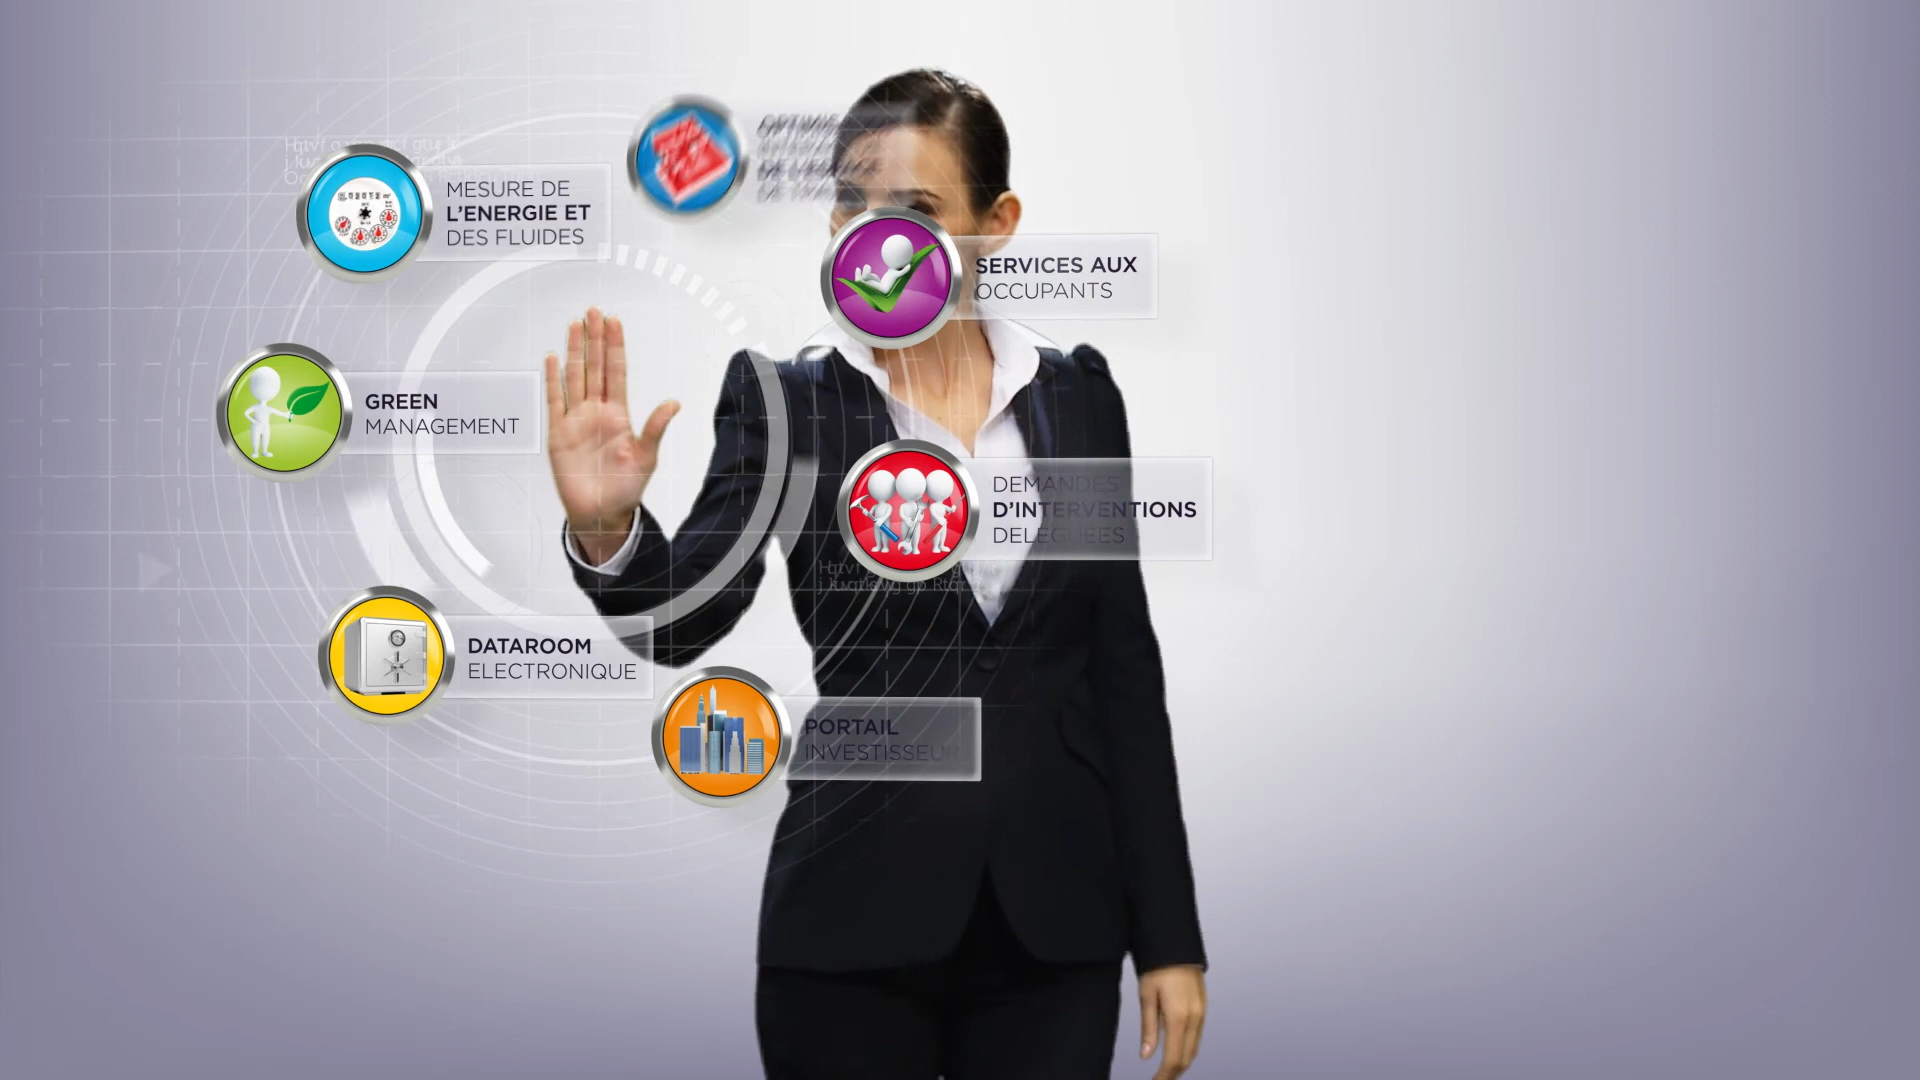 MESURE DE
L'ENERGIE ET
DES FLUIDES
SERVICES AUX
OCCUPANTS
GREEN
MANAGEMENT
DEMANDES
D'INTERVENTIONS
DELEGUEES
DATAROOM
ELECTRONIQUE
PORTAIL
INVESTISSEUR